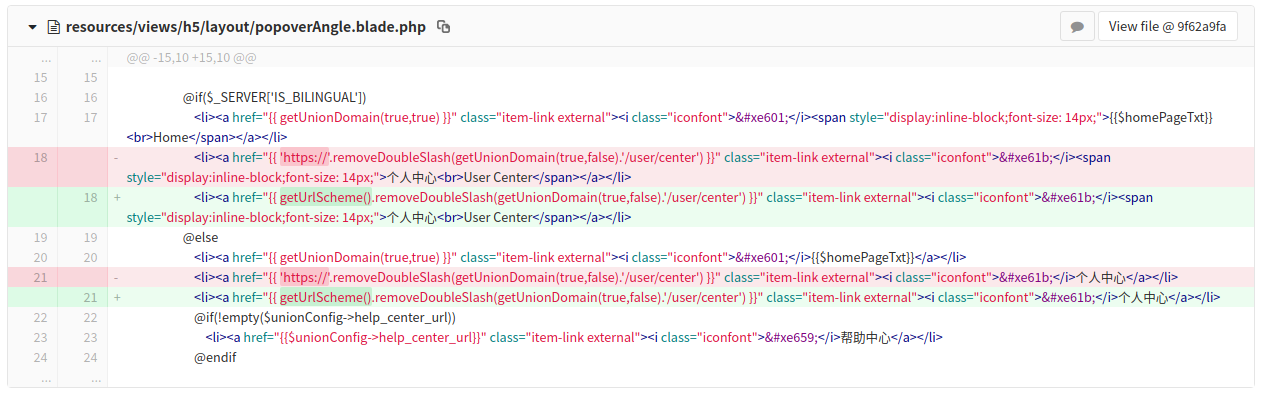 resources/views/h5/layout/popoverAngle.blade.php View file @ 9f62a9fa
... ... @@ -15,10 +15,10 @@
15 15
16 16 @if($_SERVER['IS_BILINGUAL'])
17 17 <li><a href="{{ getUnionDomain(true,true) }}" class="item-link external"><i class="iconfont">&#xe601;</i><span style="display:inline-block;font-size: 14px;">{{$homePageTxt}}
<br>Home</span></a></li>
18 - <li><a href="{{ 'https://'.removeDoubleSlash(getUnionDomain(true,false).'/user/center') }}" class="item-link external"><i class="iconfont">&#xe61b;</i><span
style="display:inline-block;font-size: 14px;">个人中心<br>User Center</span></a></li>
18 + <li><a href="{{ getUrlScheme().removeDoubleSlash(getUnionDomain(true,false).'/user/center') }}" class="item-link external"><i class="iconfont">&#xe61b;</i><span
style="display:inline-block;font-size: 14px;">个人中心<br>User Center</span></a></li>
19 19 @else
20 20 <li><a href="{{ getUnionDomain(true,true) }}" class="item-link external"><i class="iconfont">&#xe601;</i>{{$homePageTxt}}</a></li>
21 - <li><a href="{{ 'https://'.removeDoubleSlash(getUnionDomain(true,false).'/user/center') }}" class="item-link external"><i class="iconfont">&#xe61b;</i>个人中心</a></li>
21 + <li><a href="{{ getUrlScheme().removeDoubleSlash(getUnionDomain(true,false).'/user/center') }}" class="item-link external"><i class="iconfont">&#xe61b;</i>个人中心</a></li>
22 22 @if(!empty($unionConfig->help_center_url))
23 23 <li><a href="{{$unionConfig->help_center_url}}" class="item-link external"><i class="iconfont">&#xe659;</i>帮助中心</a></li>
24 24 @endif
... ...